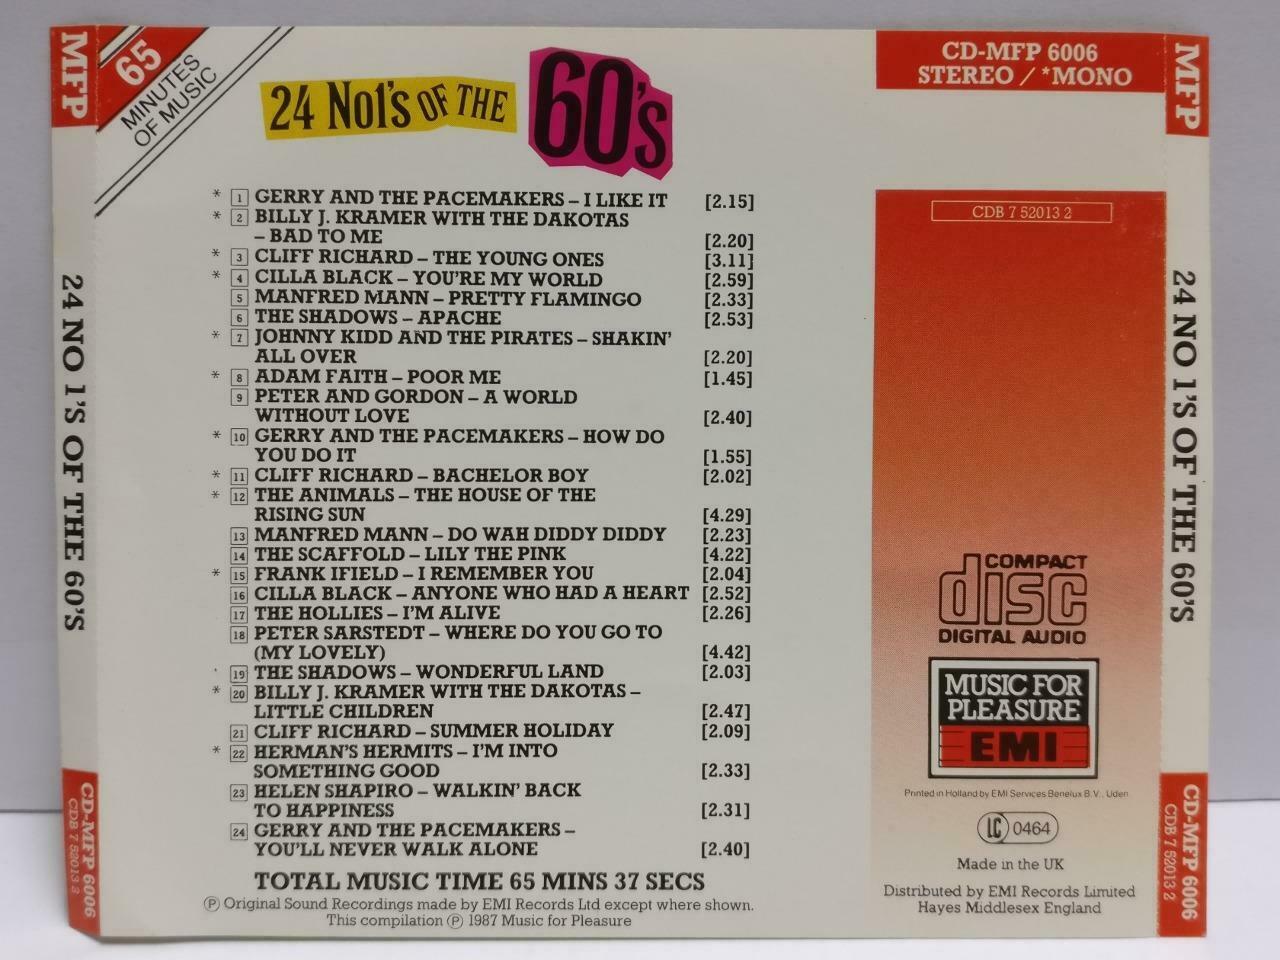 MFP
24 NO 1'S OF THE 60'S
CD-MFP 6006
CDB 7 52013 2
65
MINUTES
OF MUSIC
24 No1's OF THE 60's
CD-MFP 6006
STEREO / *MONO
* 1 GERRY AND THE PACEMAKERS – I LIKE IT [2.15]
* 2 BILLY J. KRAMER WITH THE DAKOTAS
– BAD TO ME [2.20]
* 3 CLIFF RICHARD – THE YOUNG ONES [3.11]
* 4 CILLA BLACK – YOU'RE MY WORLD [2.59]
5 MANFRED MANN – PRETTY FLAMINGO [2.33]
6 THE SHADOWS – APACHE [2.53]
* 7 JOHNNY KIDD AND THE PIRATES – SHAKIN'
ALL OVER [2.20]
* 8 ADAM FAITH – POOR ME [1.45]
9 PETER AND GORDON – A WORLD
WITHOUT LOVE [2.40]
* 10 GERRY AND THE PACEMAKERS – HOW DO
YOU DO IT [1.55]
* 11 CLIFF RICHARD – BACHELOR BOY [2.02]
* 12 THE ANIMALS – THE HOUSE OF THE
RISING SUN [4.29]
13 MANFRED MANN – DO WAH DIDDY DIDDY [2.23]
14 THE SCAFFOLD – LILY THE PINK [4.22]
* 15 FRANK IFIELD – I REMEMBER YOU [2.04]
16 CILLA BLACK – ANYONE WHO HAD A HEART [2.52]
17 THE HOLLIES – I'M ALIVE [2.26]
18 PETER SARSTEDT – WHERE DO YOU GO TO
(MY LOVELY) [4.42]
19 THE SHADOWS – WONDERFUL LAND [2.03]
* 20 BILLY J. KRAMER WITH THE DAKOTAS –
LITTLE CHILDREN [2.47]
21 CLIFF RICHARD – SUMMER HOLIDAY [2.09]
* 22 HERMAN'S HERMITS – I'M INTO
SOMETHING GOOD [2.33]
23 HELEN SHAPIRO – WALKIN' BACK
TO HAPPINESS [2.31]
24 GERRY AND THE PACEMAKERS –
YOU'LL NEVER WALK ALONE [2.40]
TOTAL MUSIC TIME 65 MINS 37 SECS
Ⓟ Original Sound Recordings made by EMI Records Ltd except where shown.
This compilation Ⓟ 1987 Music for Pleasure
CDB 7 52013 2
COMPACT
disc
DIGITAL AUDIO
MUSIC FOR
PLEASURE
EMI
Printed in Holland by EMI Services Benelux B.V., Uden
LC 0464
Made in the UK
Distributed by EMI Records Limited
Hayes Middlesex England
MFP
24 NO 1'S OF THE 60'S
CD-MFP 6006
CDB 7 52013 2